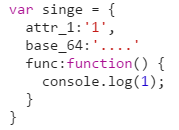 var singe = {
  attr_1:'1',
  base_64:'....'
  func:function() {
    console.log(1);
  }
}